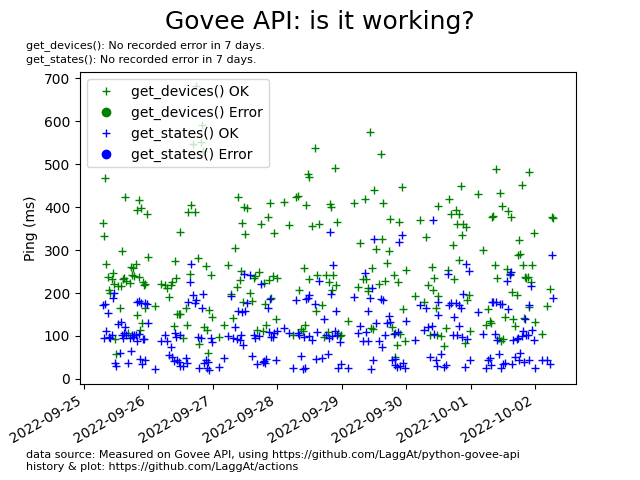 Govee API: is it working?
get_devices(): No recorded error in 7 days.
get_states(): No recorded error in 7 days.
700
600
500
400
300
200
100
0
Ping (ms)
get_devices() OK
get_devices() Error
get_states() OK
get_states() Error
2022-09-25
2022-09-26
2022-09-27
2022-09-28
2022-09-29
2022-09-30
2022-10-01
2022-10-02
data source: Measured on Govee API, using https://github.com/LaggAt/python-govee-api
history & plot: https://github.com/LaggAt/actions